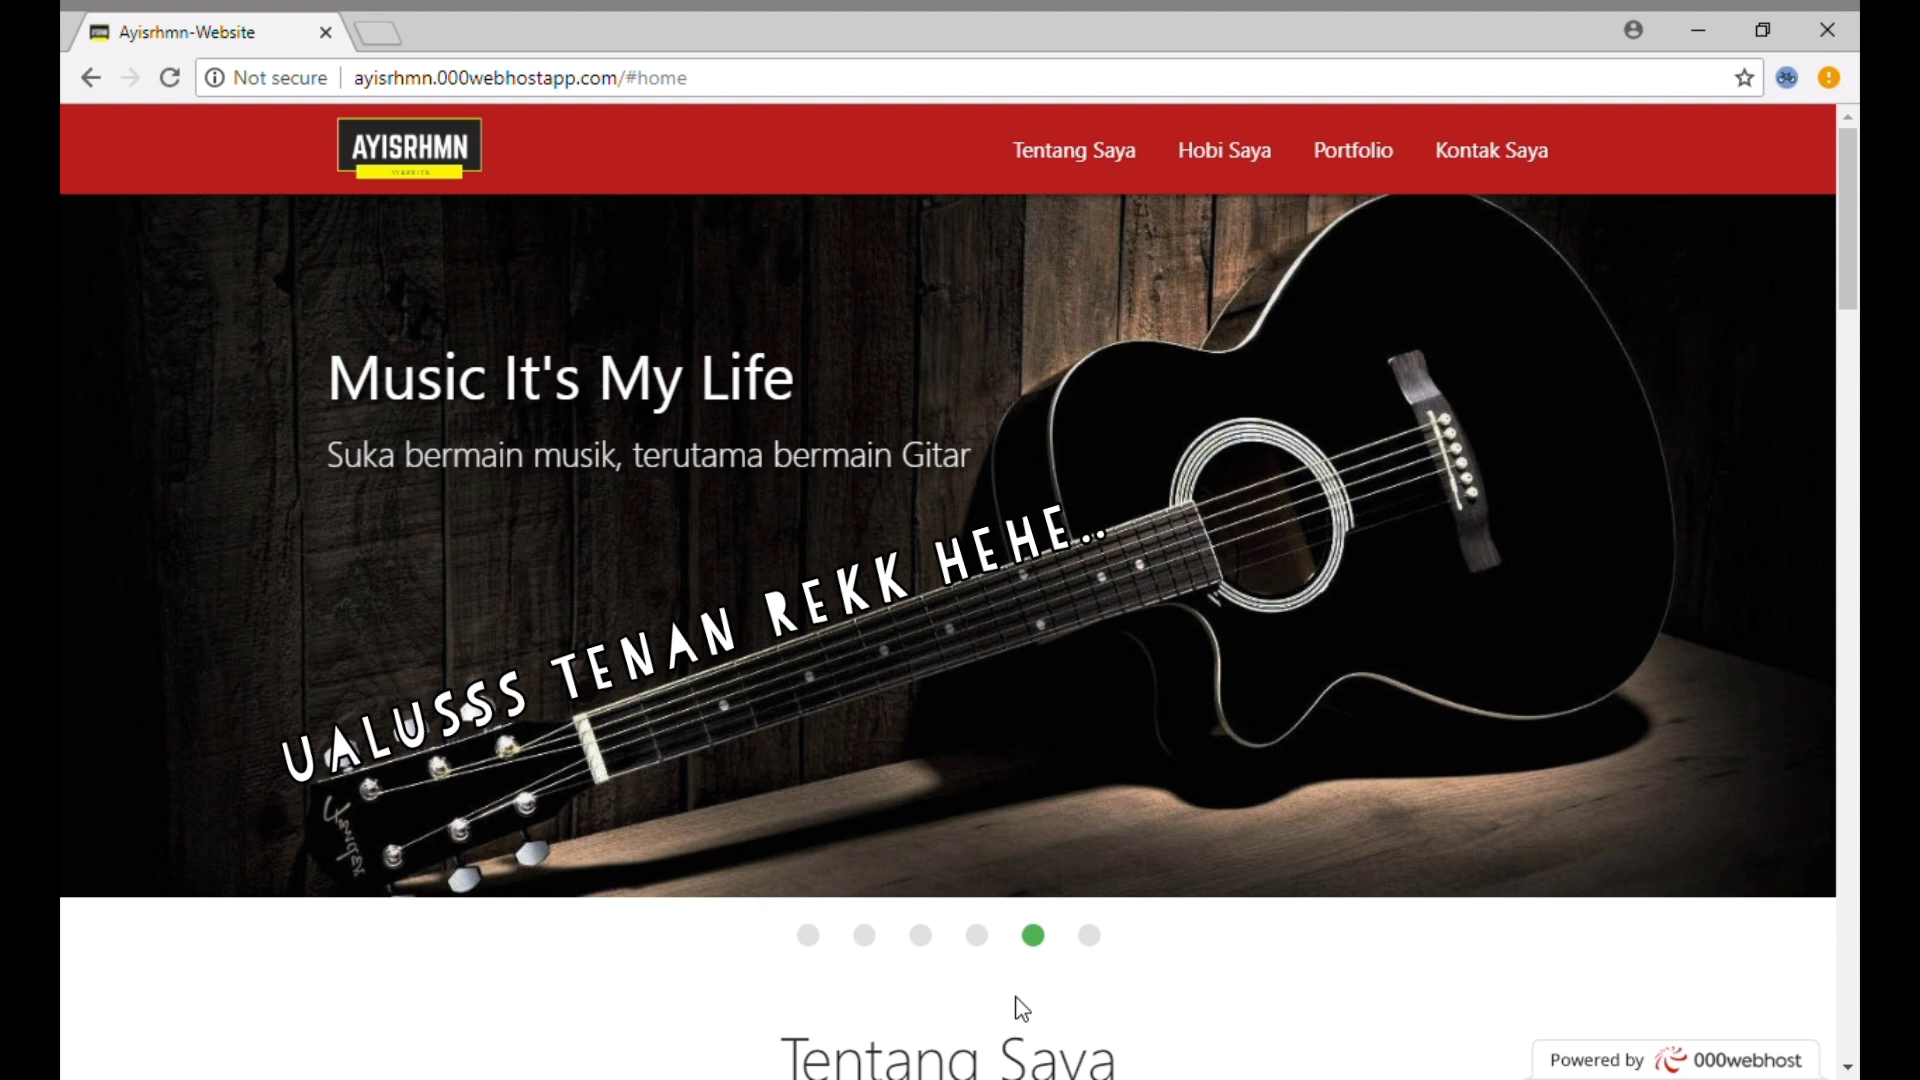 Ayisrhmn-Website
Not secure
ayisrhmn.000webhostapp.com/#home
AYISRHMN
WEBSITE
Tentang Saya
Hobi Saya
Portfolio
Kontak Saya
Music It's My Life
Suka bermain musik, terutama bermain Gitar
UALUSSS TENAN REKK HEHE..
Tentang Saya
Powered by 000webhost